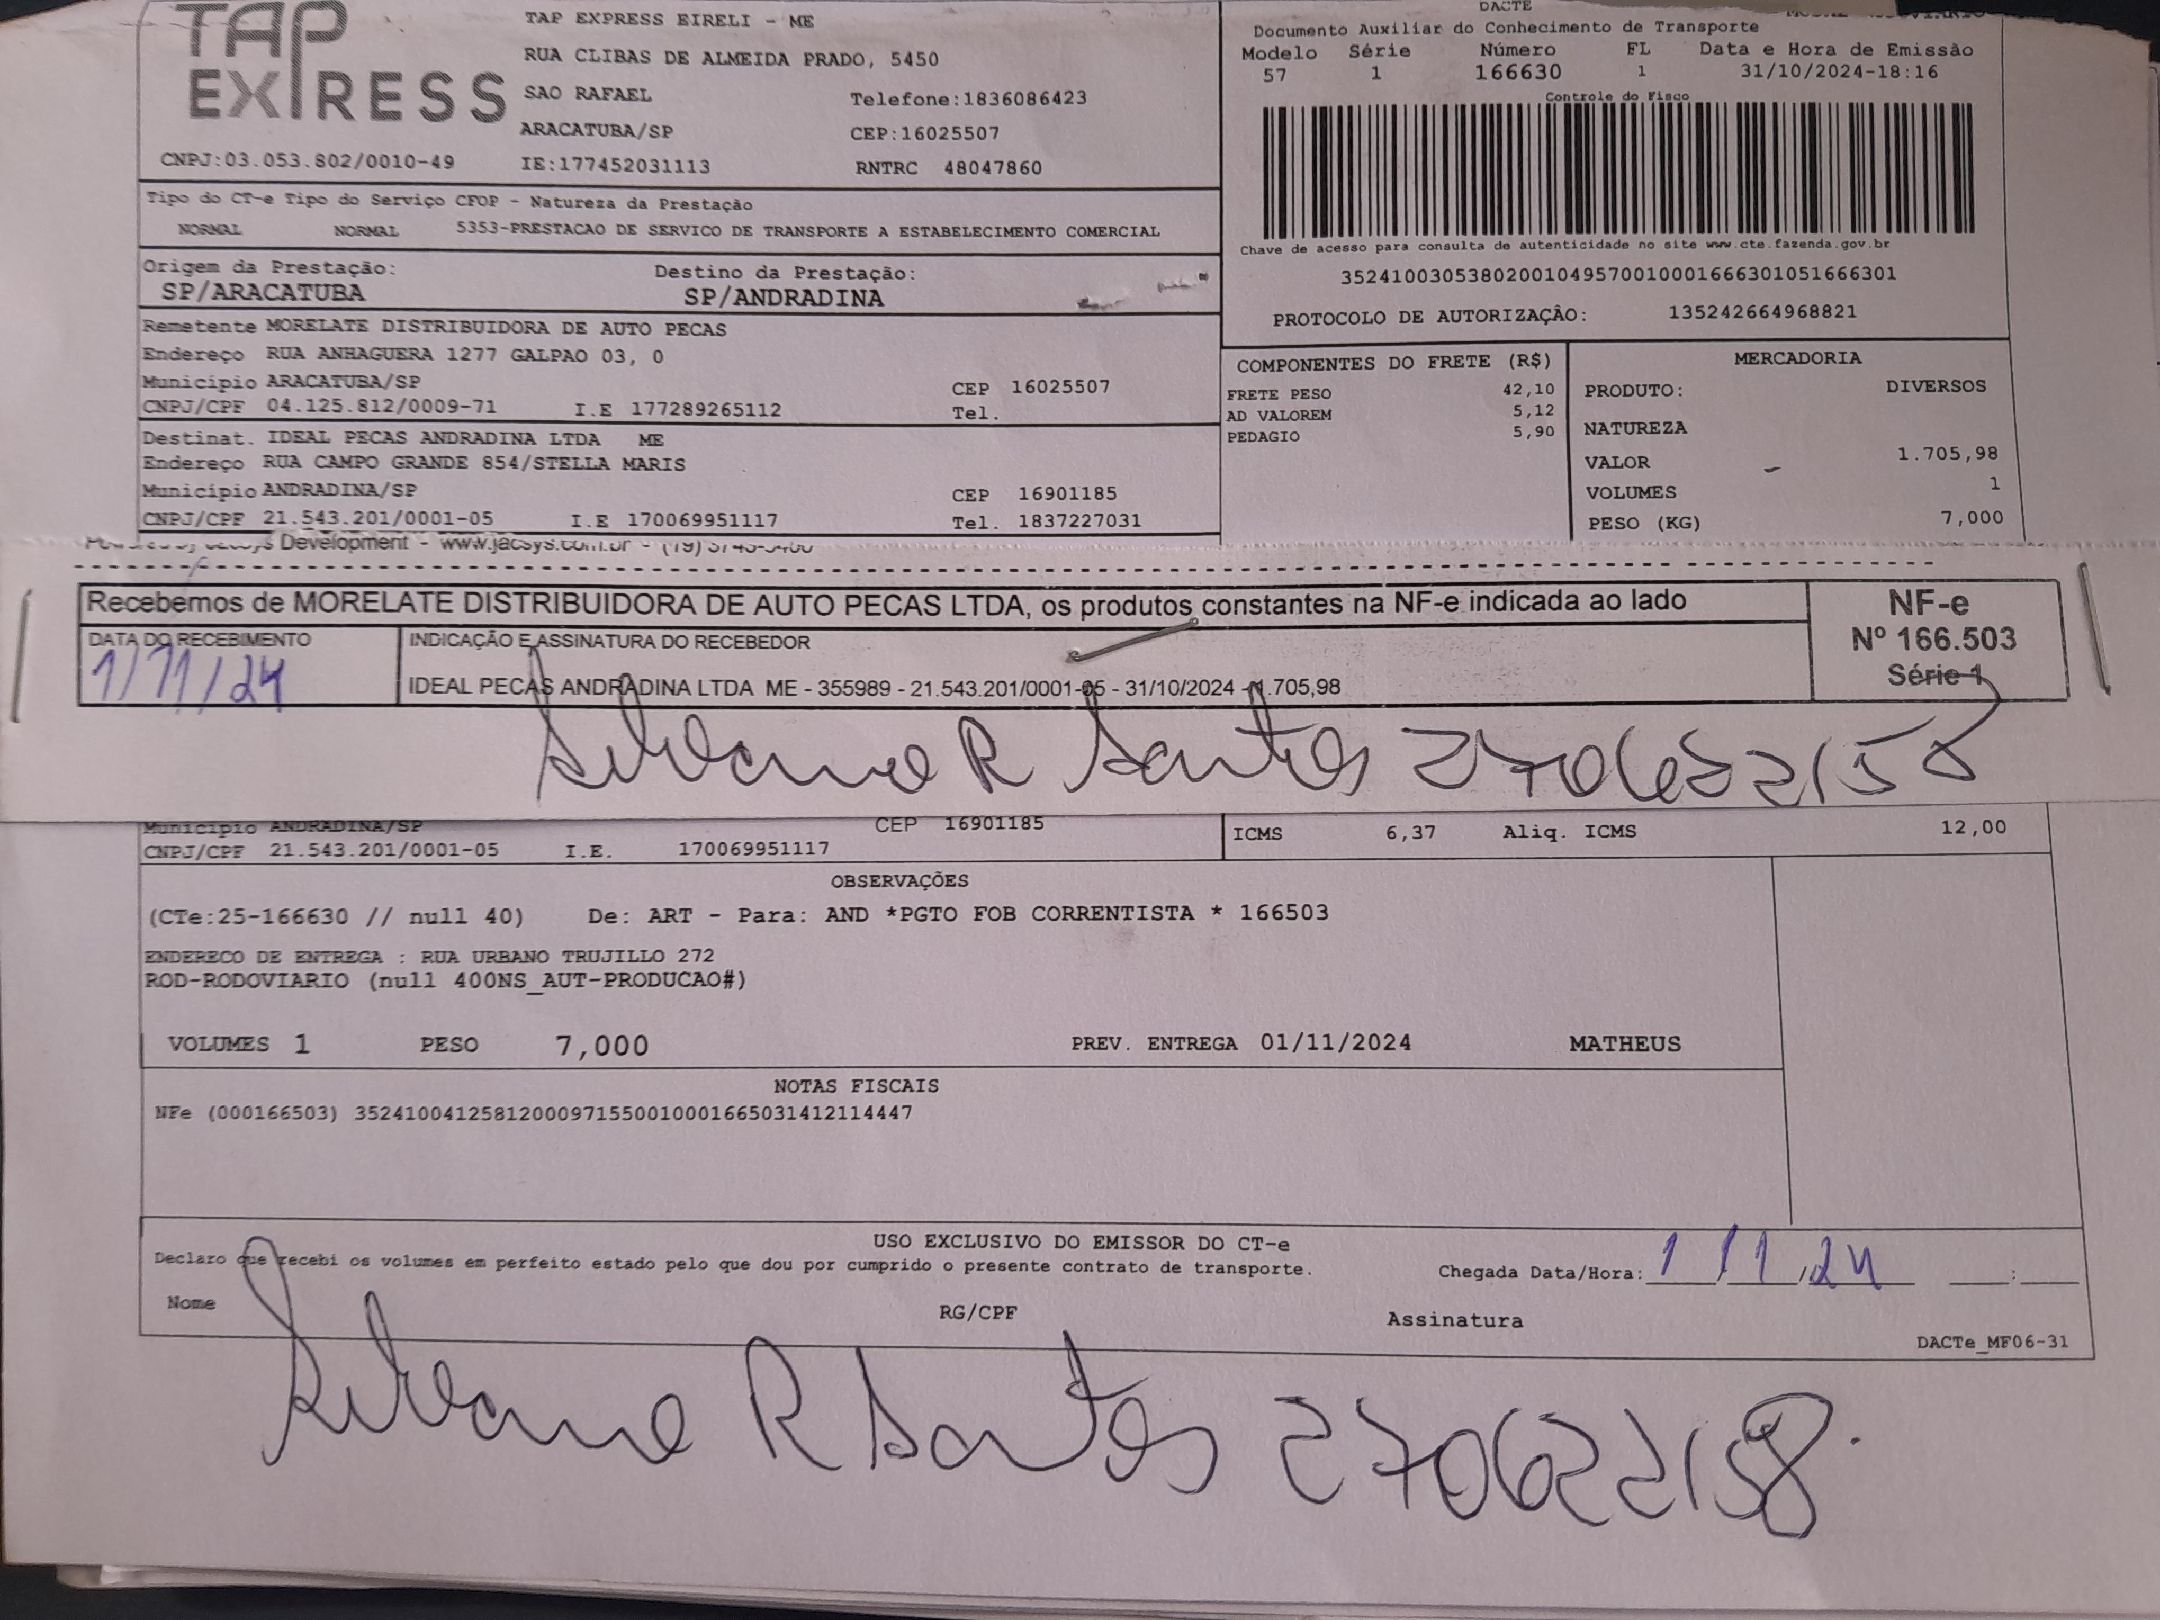 TAP
EXPRESS
TAP EXPRESS EIRELI - ME
RUA CLIBAS DE ALMEIDA PRADO, 5450
SAO RAFAEL Telefone:1836086423
ARACATUBA/SP CEP:16025507
CNPJ:03.053.802/0010-49 IE:177452031113 RNTRC 48047860
DACTE
Documento Auxiliar do Conhecimento de Transporte
Modelo Série Número FL Data e Hora de Emissão
57 1 166630 1 31/10/2024-18:16
Controle do Fisco
Chave de acesso para consulta de autenticidade no site www.cte.fazenda.gov.br
35241003053802001049570010001666301051666301
PROTOCOLO DE AUTORIZAÇÃO: 135242664968821
Tipo do CT-e Tipo do Serviço CFOP - Natureza da Prestação
NORMAL NORMAL 5353-PRESTACAO DE SERVICO DE TRANSPORTE A ESTABELECIMENTO COMERCIAL
Origem da Prestação: Destino da Prestação:
SP/ARACATUBA SP/ANDRADINA
Remetente MORELATE DISTRIBUIDORA DE AUTO PECAS
Endereço RUA ANHAGUERA 1277 GALPAO 03, 0
Município ARACATUBA/SP CEP 16025507
CNPJ/CPF 04.125.812/0009-71 I.E 177289265112 Tel.
Destinat. IDEAL PECAS ANDRADINA LTDA ME
Endereço RUA CAMPO GRANDE 854/STELLA MARIS
Município ANDRADINA/SP CEP 16901185
CNPJ/CPF 21.543.201/0001-05 I.E 170069951117 Tel. 1837227031
COMPONENTES DO FRETE (R$)
FRETE PESO 42,10
AD VALOREM 5,12
PEDAGIO 5,90
MERCADORIA
PRODUTO: DIVERSOS
NATUREZA
VALOR 1.705,98
VOLUMES 1
PESO (KG) 7,000
Development - www.jacsys.com.br - (19)
Recebemos de MORELATE DISTRIBUIDORA DE AUTO PECAS LTDA, os produtos constantes na NF-e indicada ao lado
DATA DO RECEBIMENTO INDICAÇÃO E ASSINATURA DO RECEBEDOR
1/11/24
IDEAL PECAS ANDRADINA LTDA ME - 355989 - 21.543.201/0001-05 - 31/10/2024 - 1.705,98
NF-e
Nº 166.503
Série 1
Silvane R Santos 270622158
Município ANDRADINA/SP CEP 16901185
CNPJ/CPF 21.543.201/0001-05 I.E. 170069951117
ICMS 6,37 Aliq. ICMS 12,00
OBSERVAÇÕES
(CTe:25-166630 // null 40) De: ART - Para: AND *PGTO FOB CORRENTISTA * 166503
ENDERECO DE ENTREGA : RUA URBANO TRUJILLO 272
ROD-RODOVIARIO (null 400NS_AUT-PRODUCAO#)
VOLUMES 1 PESO 7,000 PREV. ENTREGA 01/11/2024 MATHEUS
NOTAS FISCAIS
NFe (000166503) 35241004125812000971550010001665031412114447
USO EXCLUSIVO DO EMISSOR DO CT-e
Declaro que recebi os volumes em perfeito estado pelo que dou por cumprido o presente contrato de transporte.
Chegada Data/Hora: 1/1/24 __:__
Nome RG/CPF Assinatura
DACTe_MF06-31
Silvane R Santos 270622158.